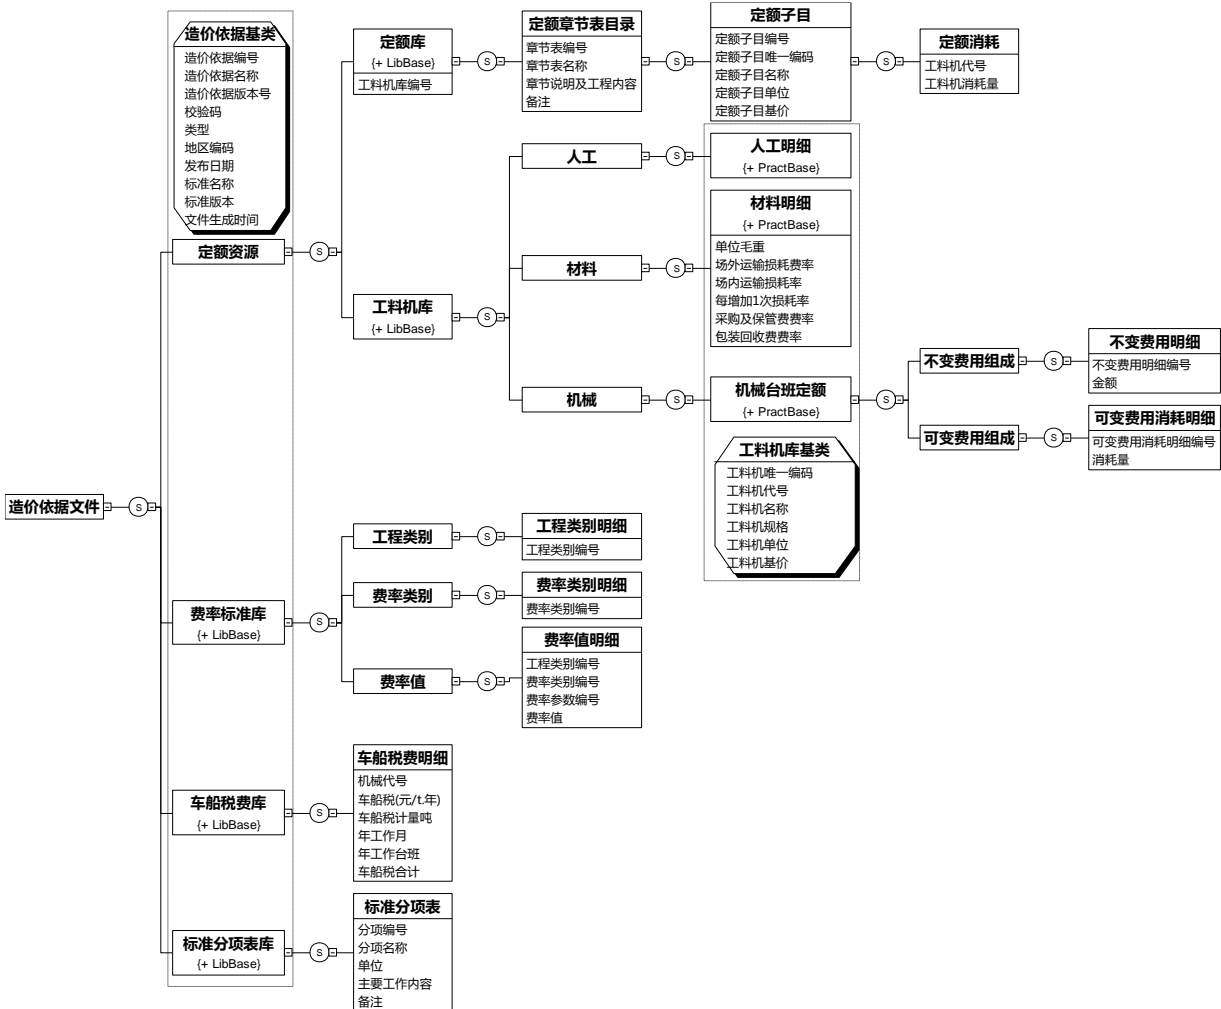 造价依据文件
S
造价依据基类
造价依据编号
造价依据名称
造价依据版本号
校验码
类型
地区编码
发布日期
标准名称
标准版本
文件生成时间
定额资源
S
定额库
{+ LibBase}
工料机库编号
S
定额章节表目录
章节表编号
章节表名称
章节说明及工程内容
备注
S
定额子目
定额子目编号
定额子目唯一编码
定额子目名称
定额子目单位
定额子目基价
S
定额消耗
工料机代号
工料机消耗量
工料机库
{+ LibBase}
S
人工
S
人工明细
{+ PractBase}
材料
S
材料明细
{+ PractBase}
单位毛重
场外运输损耗费率
场内运输损耗率
每增加1次损耗率
采购及保管费费率
包装回收费费率
机械
S
机械台班定额
{+ PractBase}
S
不变费用组成
S
不变费用明细
不变费用明细编号
金额
可变费用组成
S
可变费用消耗明细
可变费用消耗明细编号
消耗量
工料机库基类
工料机唯一编码
工料机代号
工料机名称
工料机规格
工料机单位
工料机基价
费率标准库
{+ LibBase}
S
工程类别
S
工程类别明细
工程类别编号
费率类别
S
费率类别明细
费率类别编号
费率值
S
费率值明细
工程类别编号
费率类别编号
费率参数编号
费率值
车船税费库
{+ LibBase}
S
车船税费明细
机械代号
车船税(元/t.年)
车船税计量吨
年工作月
年工作台班
车船税合计
标准分项表库
{+ LibBase}
S
标准分项表
分项编号
分项名称
单位
主要工作内容
备注